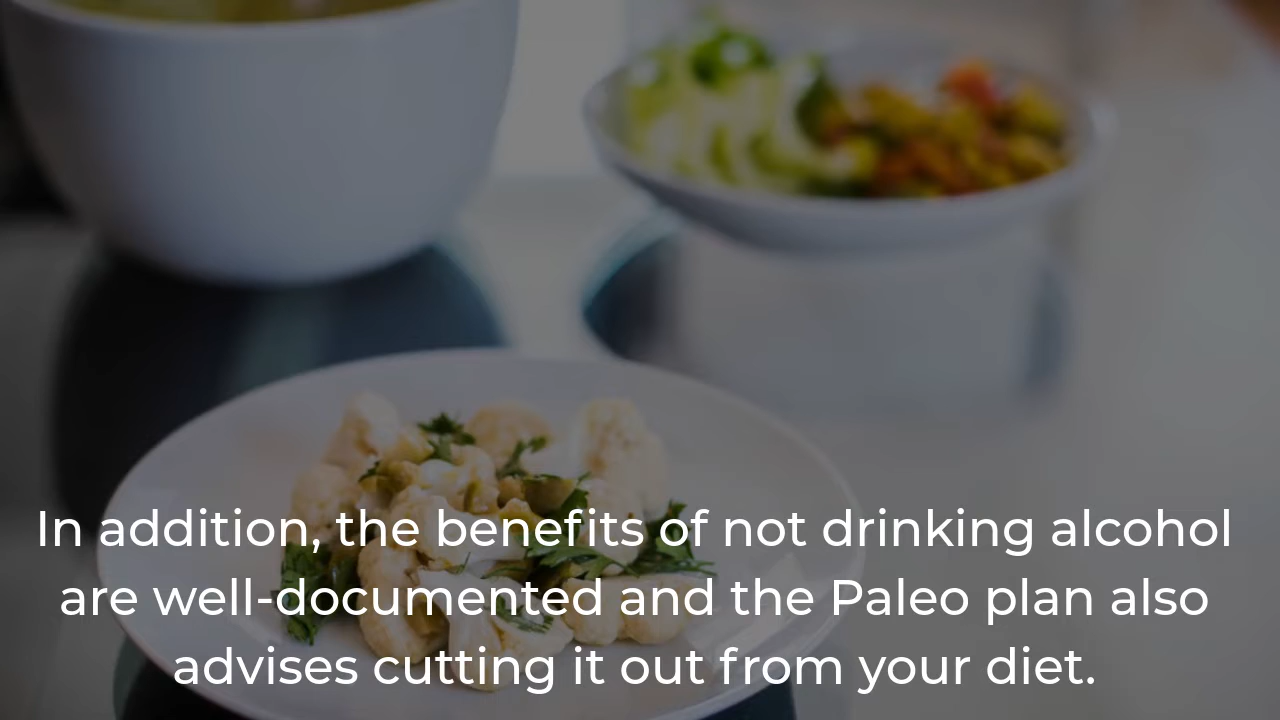 In addition, the benefits of not drinking alcohol
are well-documented and the Paleo plan also
advises cutting it out from your diet.